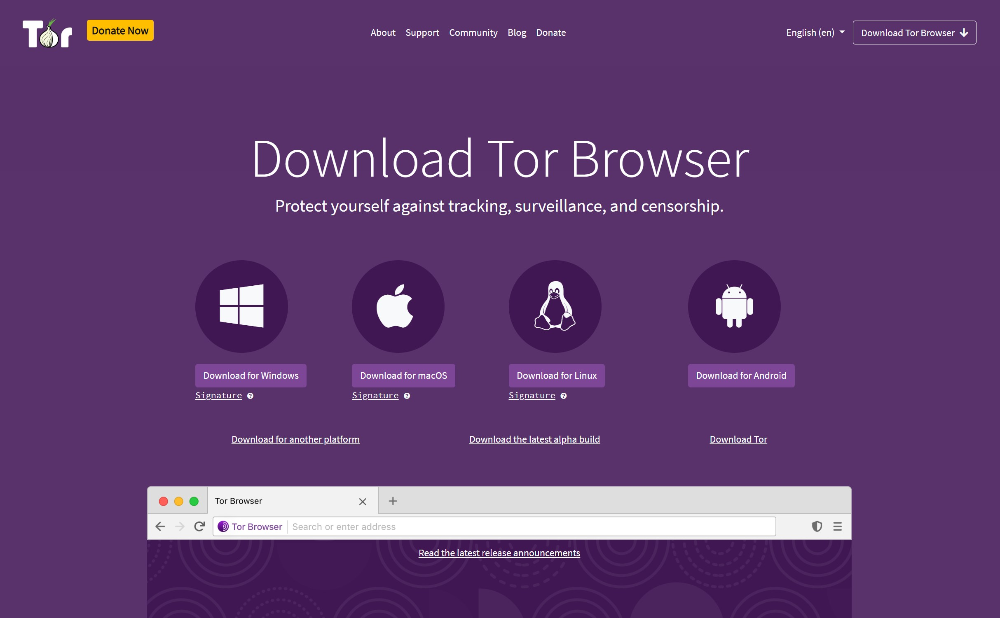 Tor
Donate Now
About Support Community Blog Donate
English (en)
Download Tor Browser
Download Tor Browser
Protect yourself against tracking, surveillance, and censorship.
Download for Windows
Signature ?
Download for macOS
Signature ?
Download for Linux
Signature ?
Download for Android
Download for another platform
Download the latest alpha build
Download Tor
Tor Browser
Tor Browser Search or enter address
Read the latest release announcements